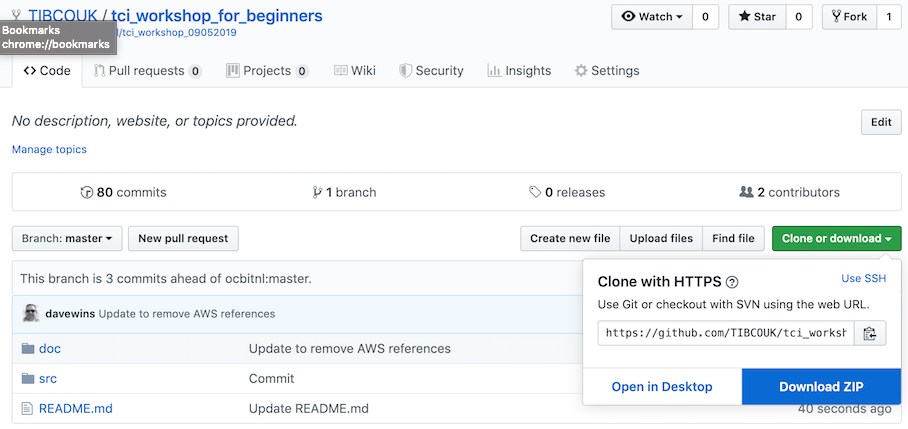 TIBCOUK / tci_workshop_for_beginners
Watch 0 Star 0 Fork 1
Bookmarks
chrome://bookmarks
/tci_workshop_09052019
Code Pull requests 0 Projects 0 Wiki Security Insights Settings
No description, website, or topics provided.
Edit
Manage topics
80 commits 1 branch 0 releases 2 contributors
Branch: master New pull request Create new file Upload files Find file Clone or download
This branch is 3 commits ahead of ocbitnl:master.
Clone with HTTPS Use SSH
Use Git or checkout with SVN using the web URL.
https://github.com/TIBCOUK/tci_worksh
Open in Desktop Download ZIP
davewins Update to remove AWS references
doc Update to remove AWS references
src Commit
README.md Update README.md 40 seconds ago